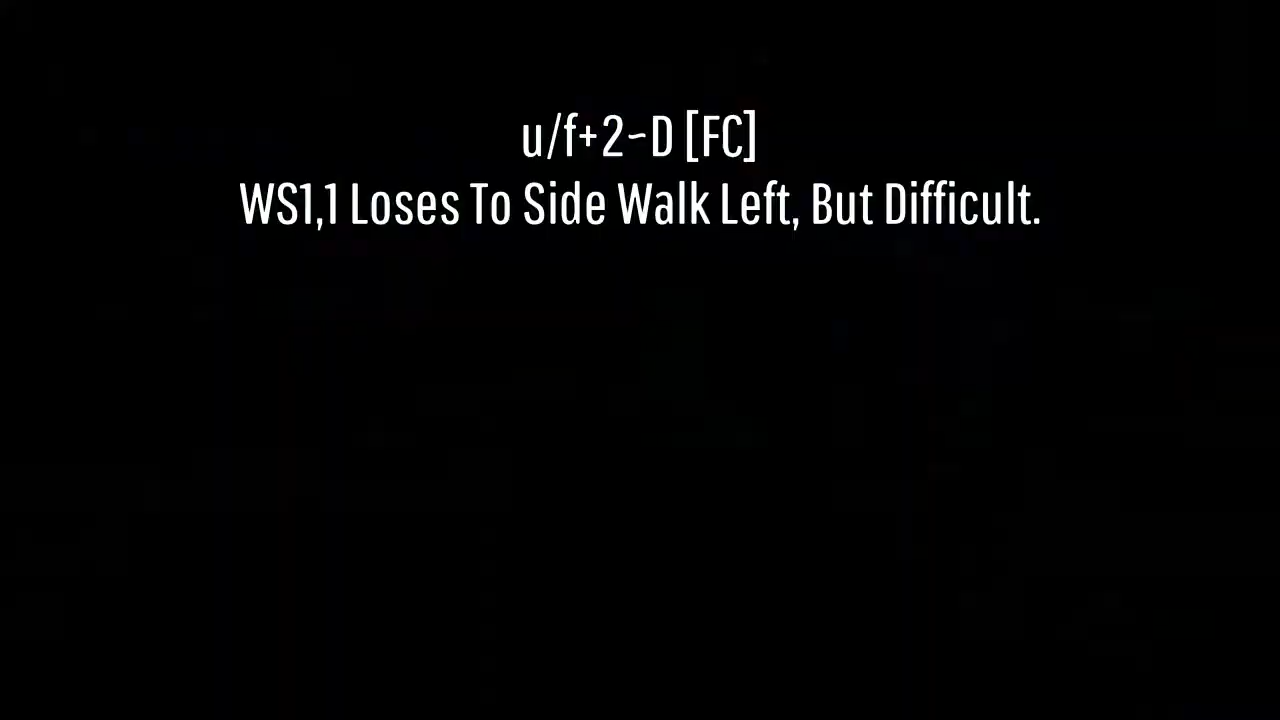 u/f+2~D [FC]
WS1,1 Loses To Side Walk Left, But Difficult.